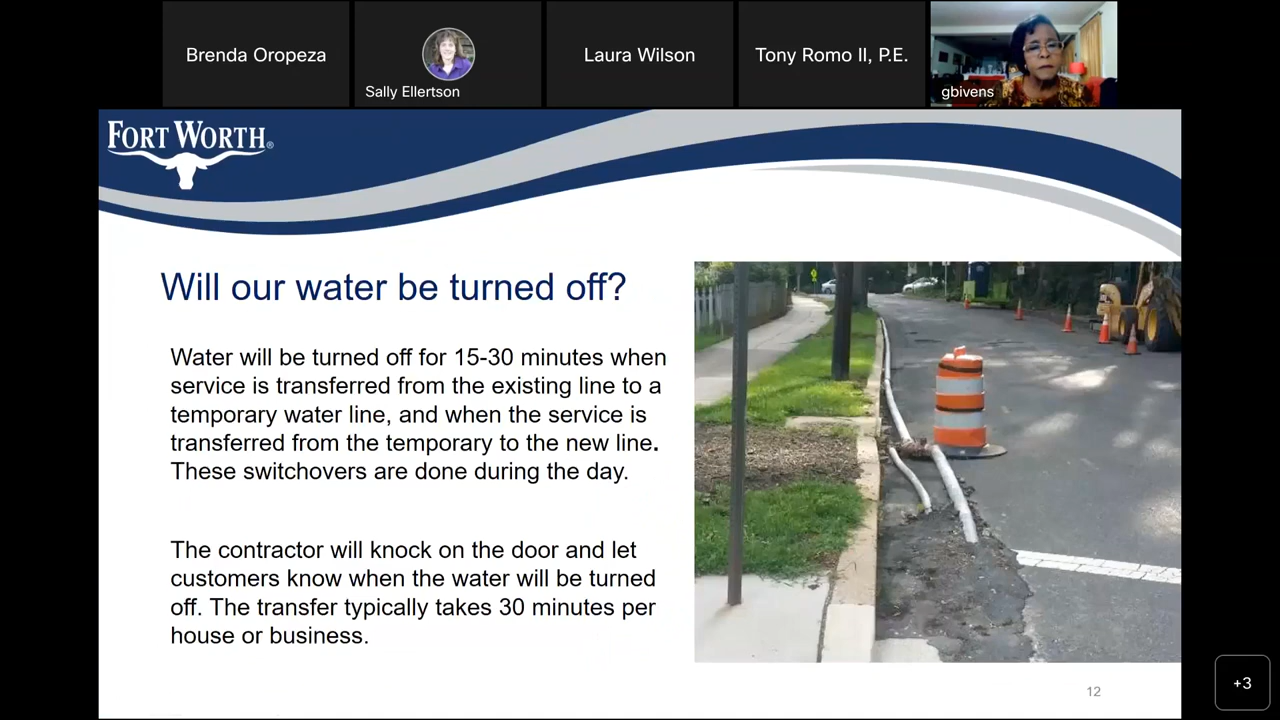 Brenda Oropeza
Sally Ellertson
Laura Wilson
Tony Romo II, P.E.
gbivens
FORT WORTH®
Will our water be turned off?
Water will be turned off for 15-30 minutes when
service is transferred from the existing line to a
temporary water line, and when the service is
transferred from the temporary to the new line.
These switchovers are done during the day.
The contractor will knock on the door and let
customers know when the water will be turned
off. The transfer typically takes 30 minutes per
house or business.
12
+3